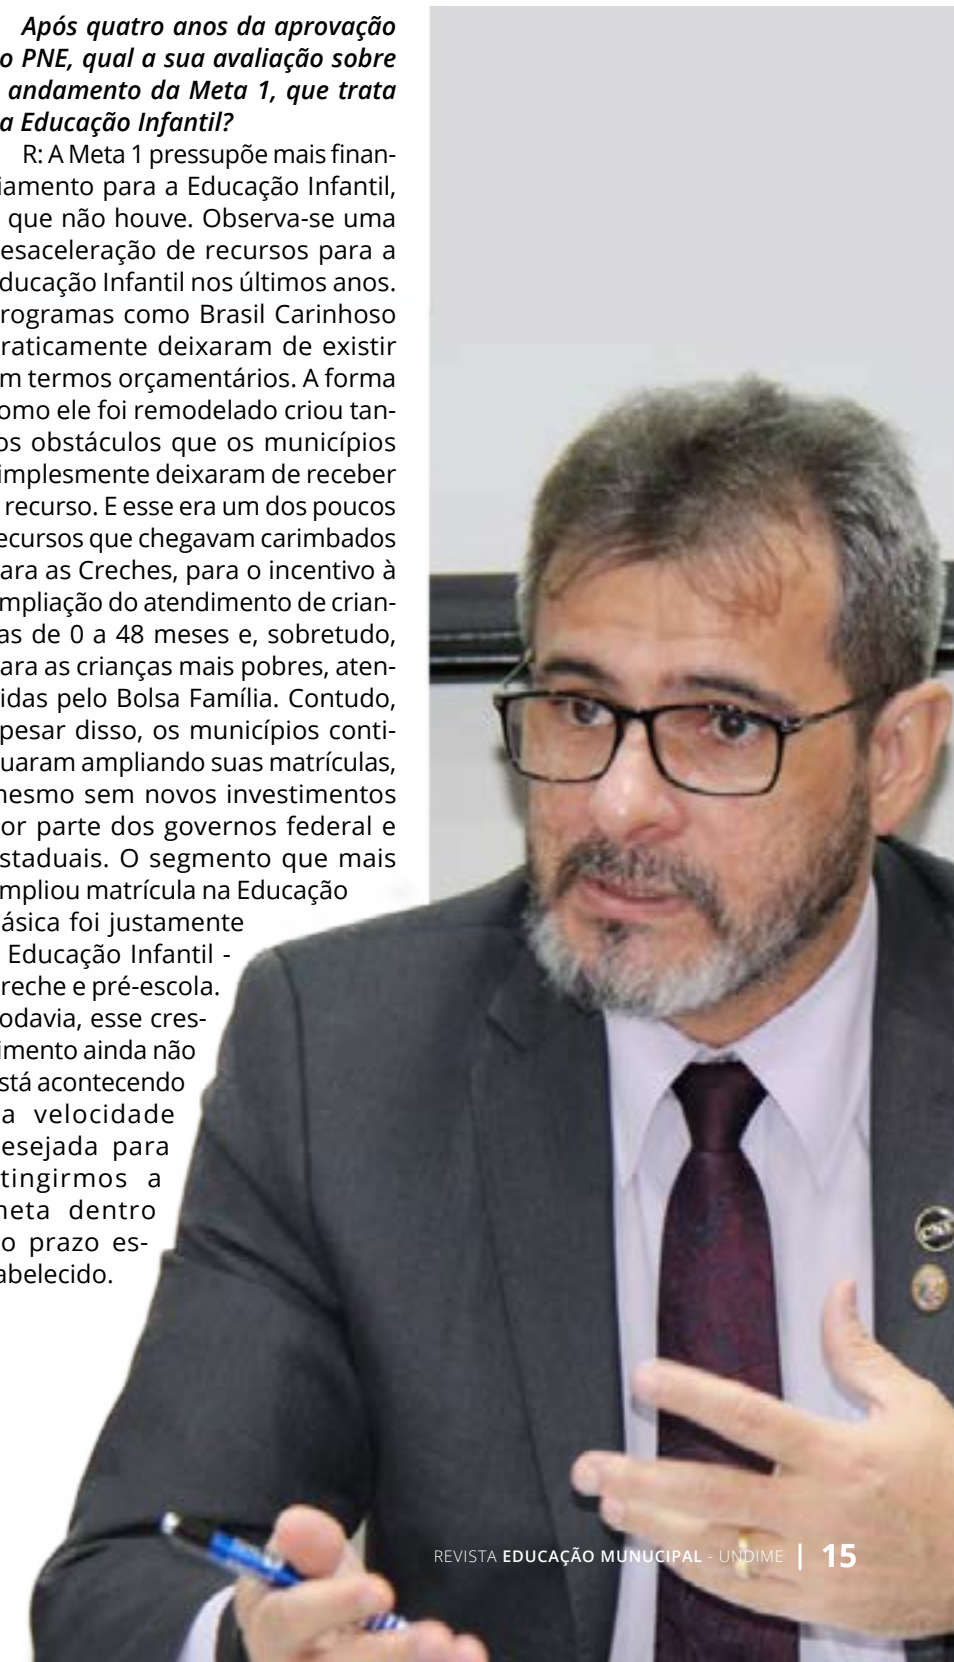 Após quatro anos da aprovação
o PNE, qual a sua avaliação sobre
andamento da Meta 1, que trata
a Educação Infantil?
R: A Meta 1 pressupõe mais finan-
iamento para a Educação Infantil,
que não houve. Observa-se uma
esaceleração de recursos para a
ducação Infantil nos últimos anos.
rogramas como Brasil Carinhoso
raticamente deixaram de existir
m termos orçamentários. A forma
omo ele foi remodelado criou tan-
os obstáculos que os municípios
implesmente deixaram de receber
recurso. E esse era um dos poucos
ecursos que chegavam carimbados
ara as Creches, para o incentivo à
mpliação do atendimento de crian-
as de 0 a 48 meses e, sobretudo,
ara as crianças mais pobres, aten-
idas pelo Bolsa Família. Contudo,
pesar disso, os municípios conti-
uaram ampliando suas matrículas,
nesmo sem novos investimentos
or parte dos governos federal e
staduais. O segmento que mais
mpliou matrícula na Educação
ásica foi justamente
Educação Infantil -
reche e pré-escola.
odavia, esse cres-
imento ainda não
stá acontecendo
a velocidade
esejada para
tingirmos a
neta dentro
o prazo es-
abelecido.
REVISTA EDUCAÇÃO MUNUCIPAL - UNDIME | 15